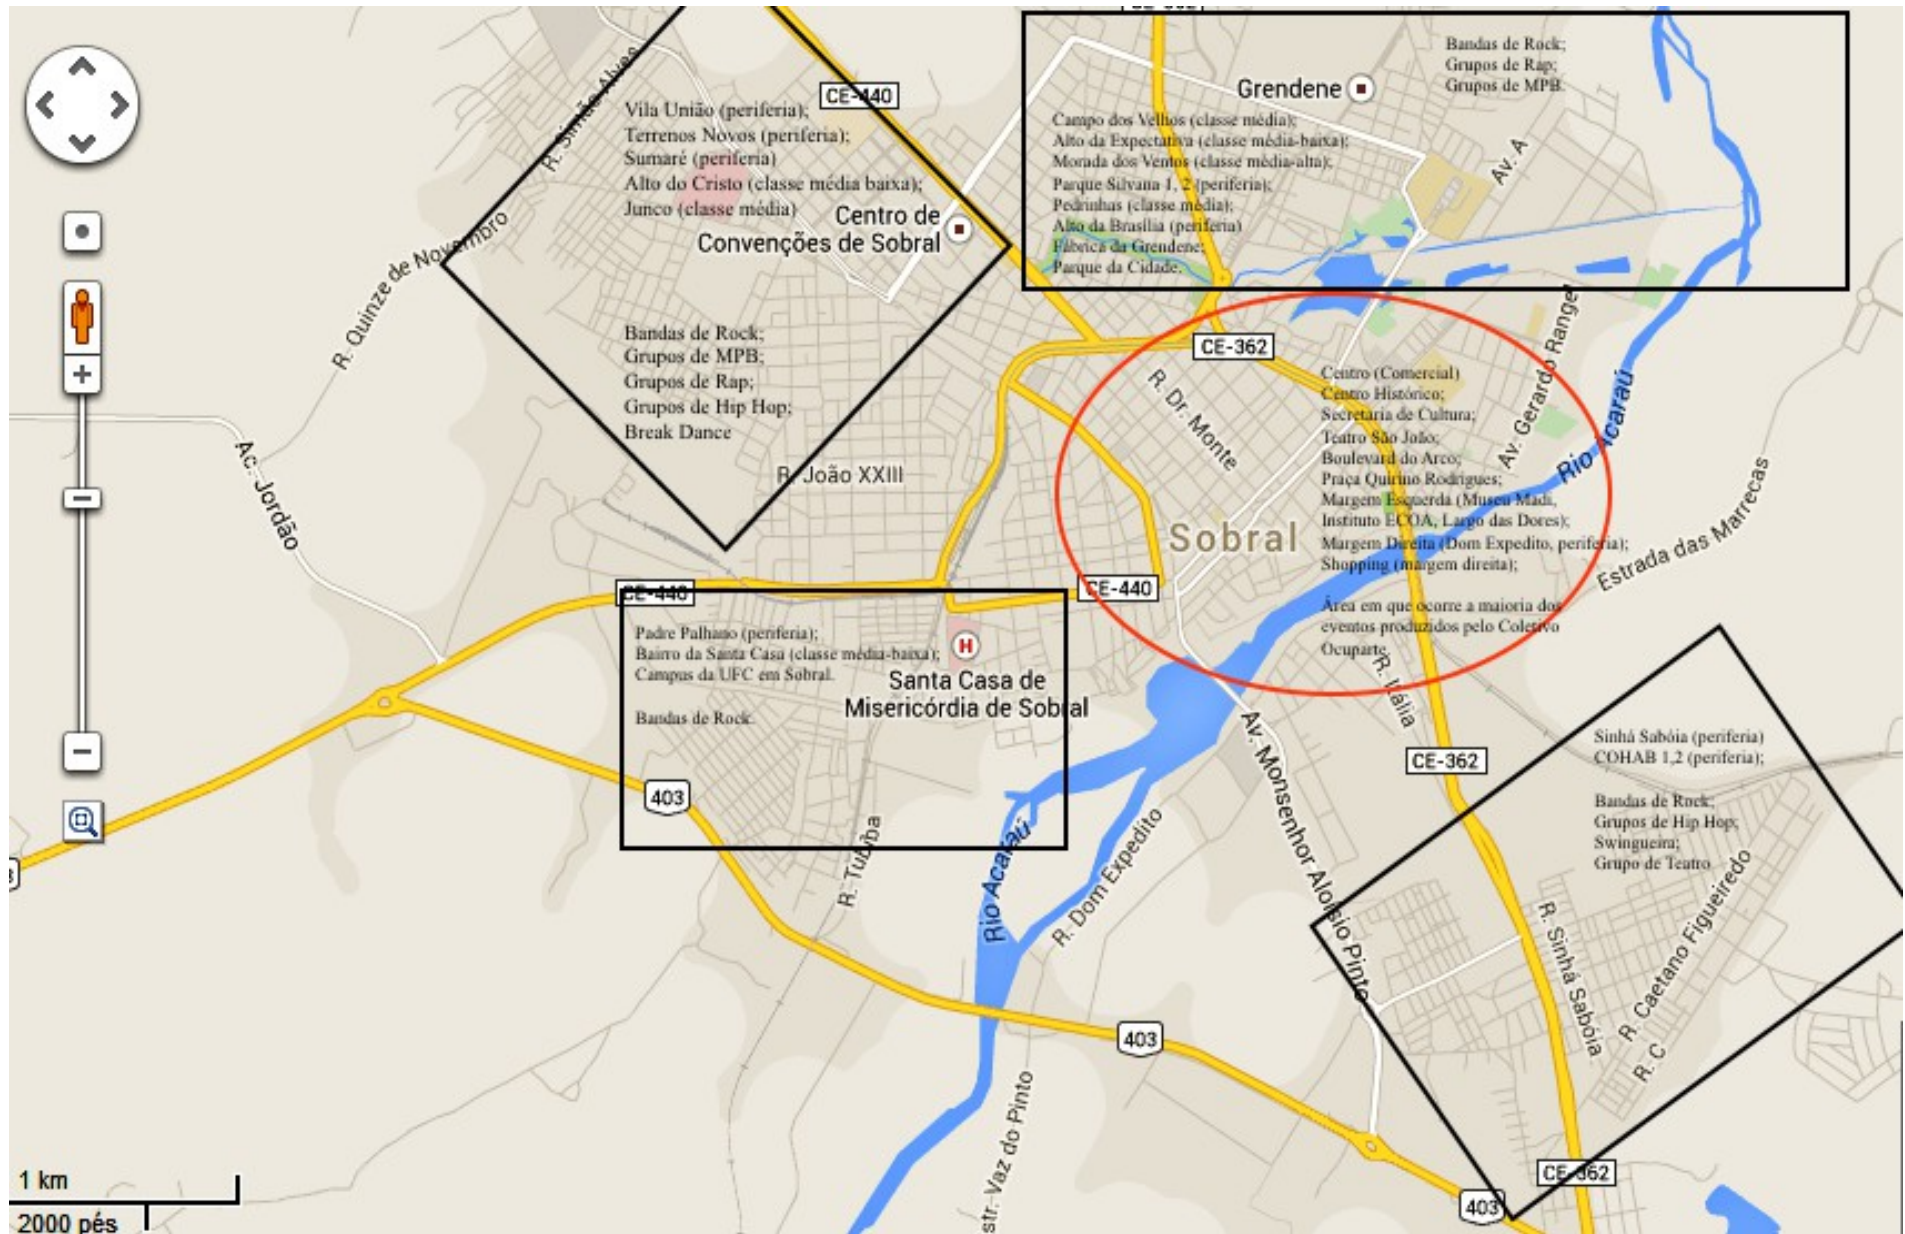 CE-362
Bandas de Rock;
Grupos de Rap;
Grupos de MPB.
Grendene
Campo dos Velhos (classe média);
Alto da Expectativa (classe média-baixa);
Morada dos Ventos (classe média-alta);
Parque Silvana 1, 2 (periferia);
Pedrinhas (classe média);
Alto da Brasília (periferia)
Fábrica da Grendene;
Parque da Cidade.
Av. A
R. Simão Alves
CE-440
Vila União (periferia);
Terrenos Novos (periferia);
Sumaré (periferia)
Alto do Cristo (classe média baixa);
Junco (classe média)
Centro de
Convenções de Sobral
R. Quinze de Novembro
Bandas de Rock;
Grupos de MPB;
Grupos de Rap;
Grupos de Hip Hop;
Break Dance
R. João XXIII
Ac. Jordão
CE-362
R. Dr. Monte
Av. Gerardo Rangel
Rio Acaraú
Centro (Comercial)
Centro Histórico;
Secretaria de Cultura;
Teatro São João;
Boulevard do Arco;
Praça Quirino Rodrigues;
Margem Esquerda (Museu Madi,
Instituto ECOA, Largo das Dores);
Margem Direita (Dom Expedito, periferia);
Shopping (margem direita);
Área em que ocorre a maioria dos
eventos produzidos pelo Coletivo
Ocuparte.
Sobral
Estrada das Marrecas
CE-440
CE-440
Padre Palhano (periferia);
Bairro da Santa Casa (classe média-baixa);
Campus da UFC em Sobral.
Bandas de Rock.
H
Santa Casa de
Misericórdia de Sobral
403
R. Tubiba
Rio Acaraú
R. Dom Expedito
Av. Monsenhor Aloísio Pinto
R. Itália
CE-362
Sinhá Sabóia (periferia)
COHAB 1,2 (periferia);
Bandas de Rock;
Grupos de Hip Hop;
Swingueira;
Grupo de Teatro
R. Sinhá Sabóia
R. Caetano Figueiredo
R. C
403
Estr. Vaz do Pinto
CE-362
403
1 km
2000 pés